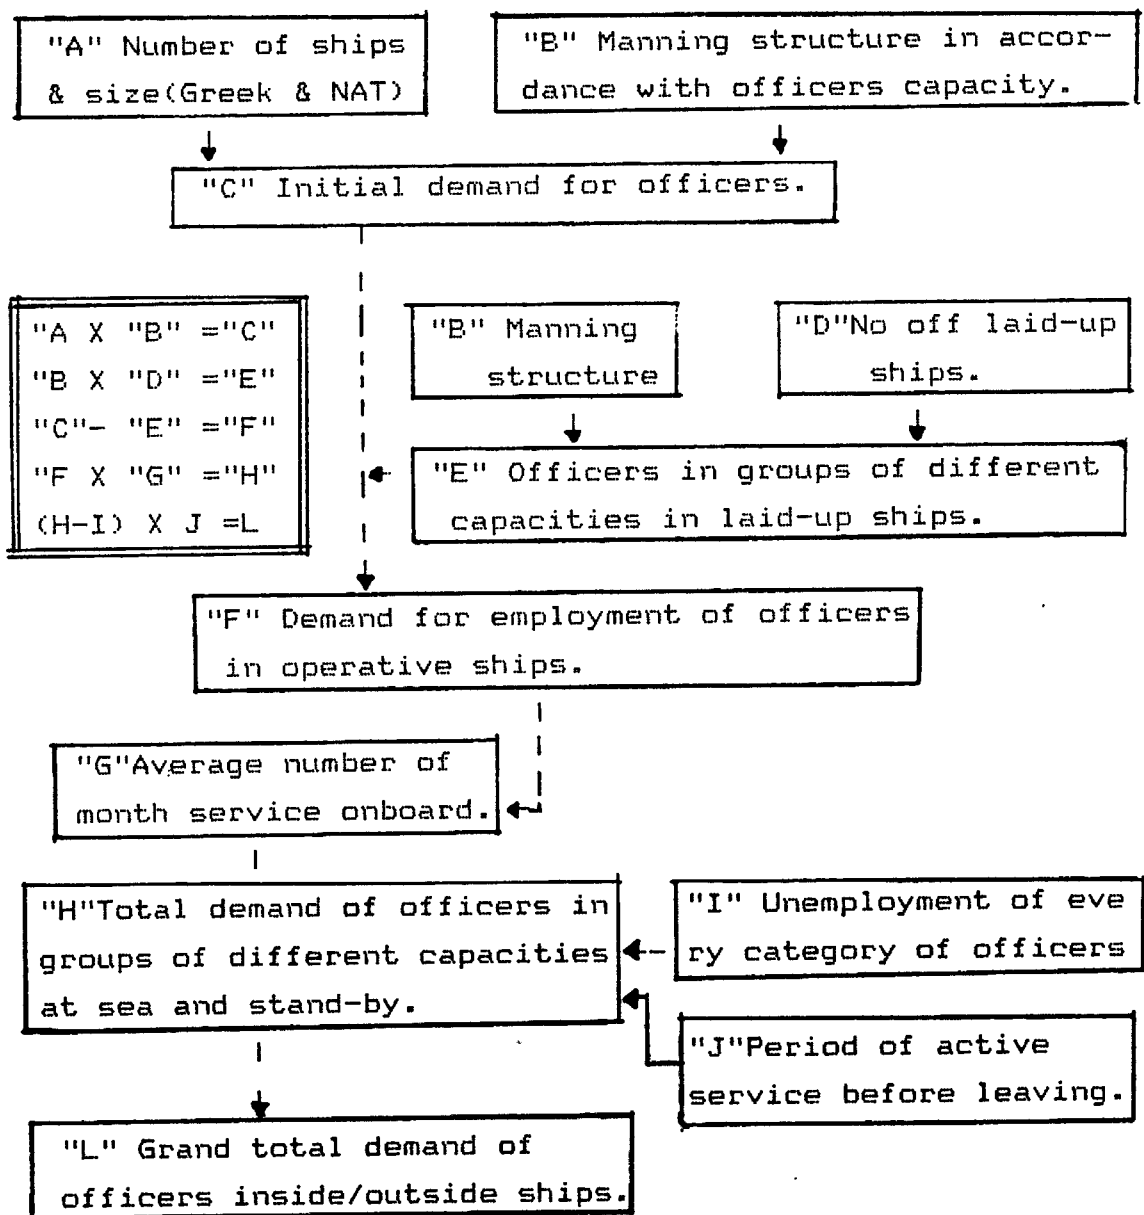 "A" Number of ships
& size(Greek & NAT)
"B" Manning structure in accor-
dance with officers capacity.
"C" Initial demand for officers.
"A X "B" ="C"
"B X "D" ="E"
"C"- "E" ="F"
"F X "G" ="H"
(H-I) X J =L
"B" Manning
structure
"D"No off laid-up
ships.
"E" Officers in groups of different
capacities in laid-up ships.
"F" Demand for employment of officers
in operative ships.
"G"Average number of
month service onboard.
"H"Total demand of officers in
groups of different capacities
at sea and stand-by.
"I" Unemployment of eve
ry category of officers
"J"Period of active
service before leaving.
"L" Grand total demand of
officers inside/outside ships.